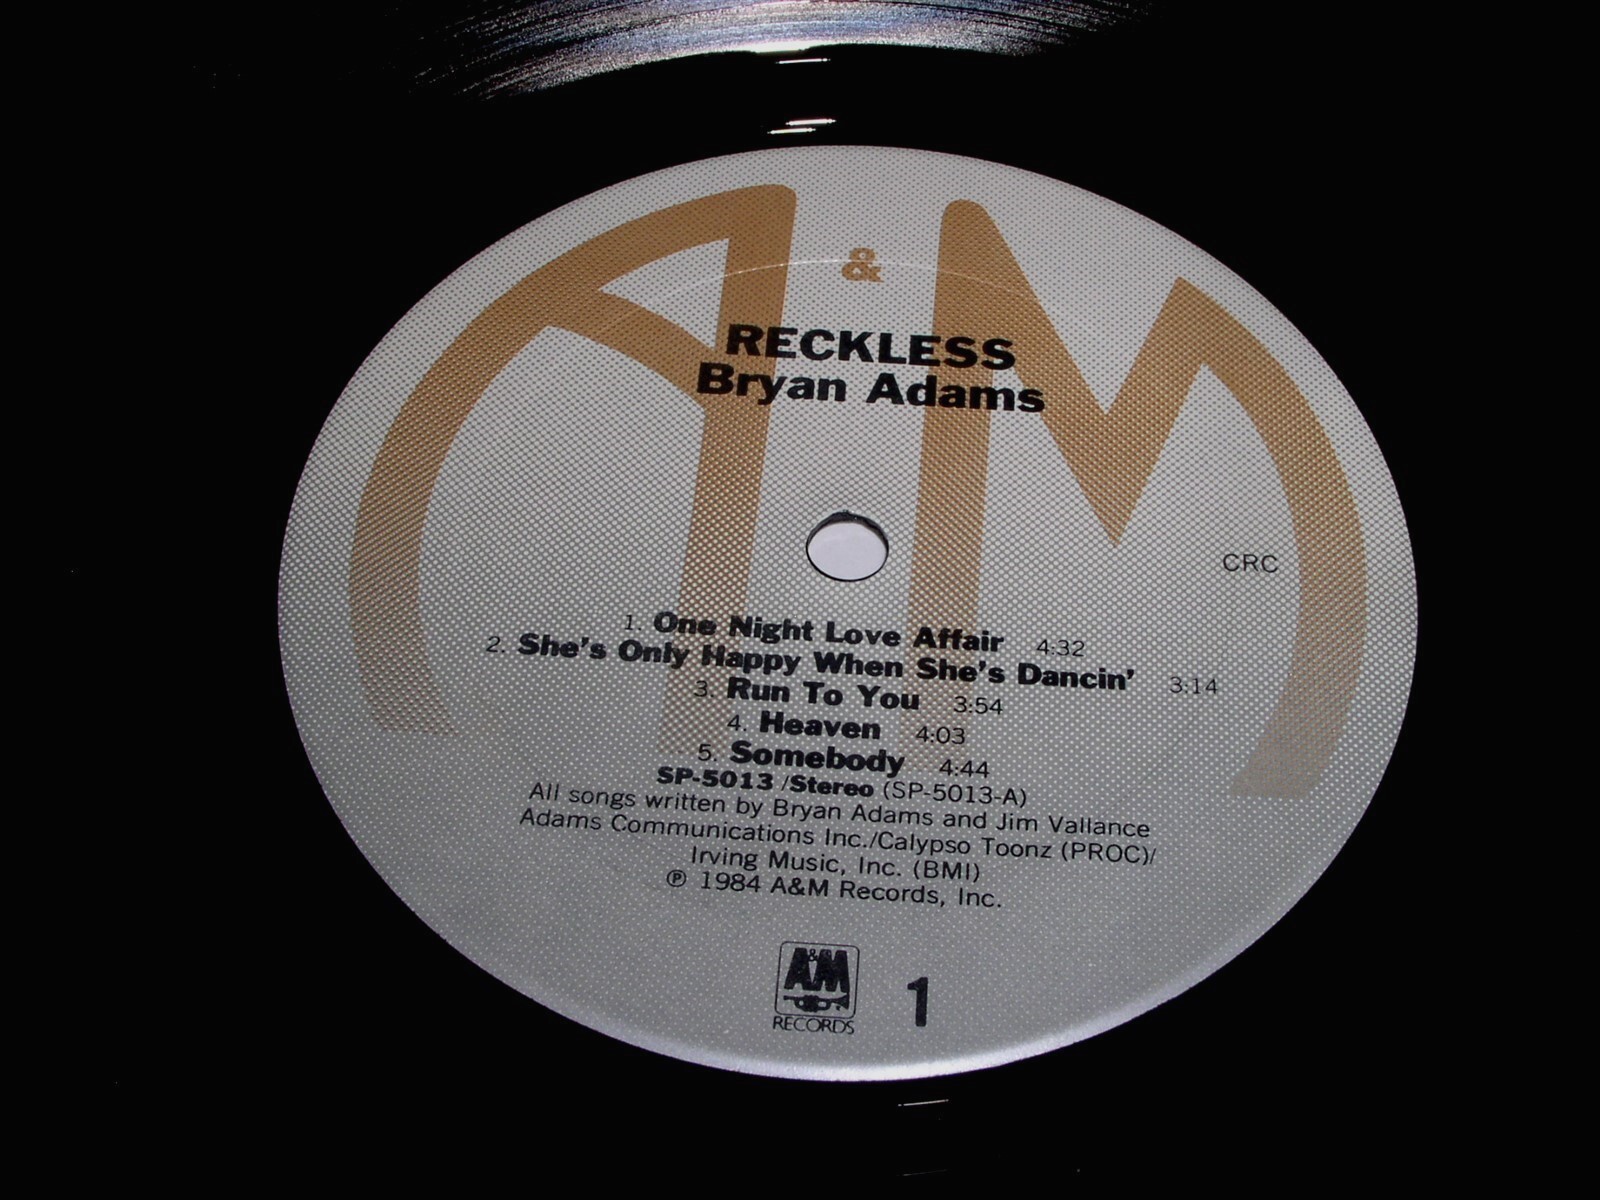 A & M
RECKLESS
Bryan Adams
CRC
1. One Night Love Affair 4:32
2. She's Only Happy When She's Dancin' 3:14
3. Run To You 3:54
4. Heaven 4:03
5. Somebody 4:44
SP-5013 /Stereo (SP-5013-A)
All songs written by Bryan Adams and Jim Vallance
Adams Communications Inc./Calypso Toonz (PROC)/
Irving Music, Inc. (BMI)
℗ 1984 A&M Records, Inc.
A&M
RECORDS
1